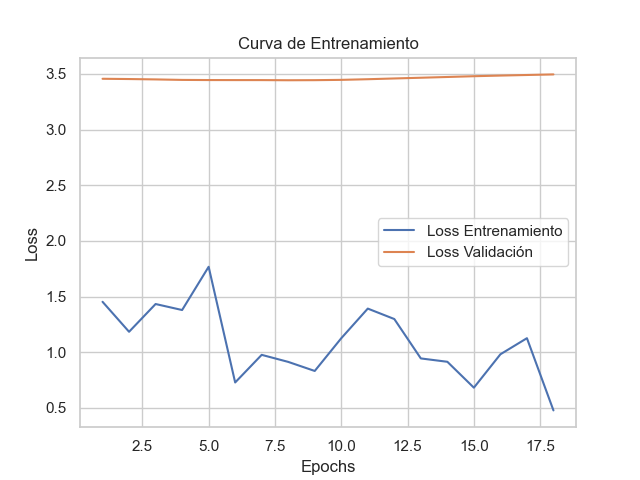 Curva de Entrenamiento
3.5
3.0
2.5
2.0
1.5
1.0
0.5
Loss
Loss Entrenamiento
Loss Validación
2.5 5.0 7.5 10.0 12.5 15.0 17.5
Epochs